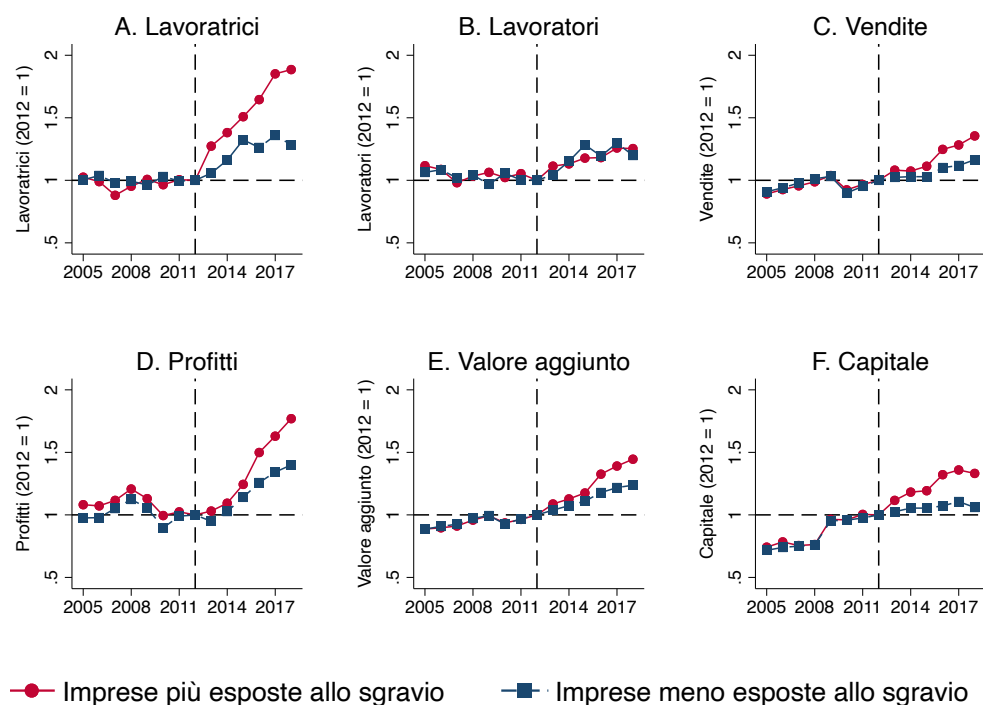 A. Lavoratrici
Lavoratrici (2012 = 1)
2
1.5
1
.5
2005 2008 2011 2014 2017
B. Lavoratori
Lavoratori (2012 = 1)
2
1.5
1
.5
2005 2008 2011 2014 2017
C. Vendite
Vendite (2012 = 1)
2
1.5
1
.5
2005 2008 2011 2014 2017
D. Profitti
Profitti (2012 = 1)
2
1.5
1
.5
2005 2008 2011 2014 2017
E. Valore aggiunto
Valore aggiunto (2012 = 1)
2
1.5
1
.5
2005 2008 2011 2014 2017
F. Capitale
Capitale (2012 = 1)
2
1.5
1
.5
2005 2008 2011 2014 2017
Imprese più esposte allo sgravio
Imprese meno esposte allo sgravio